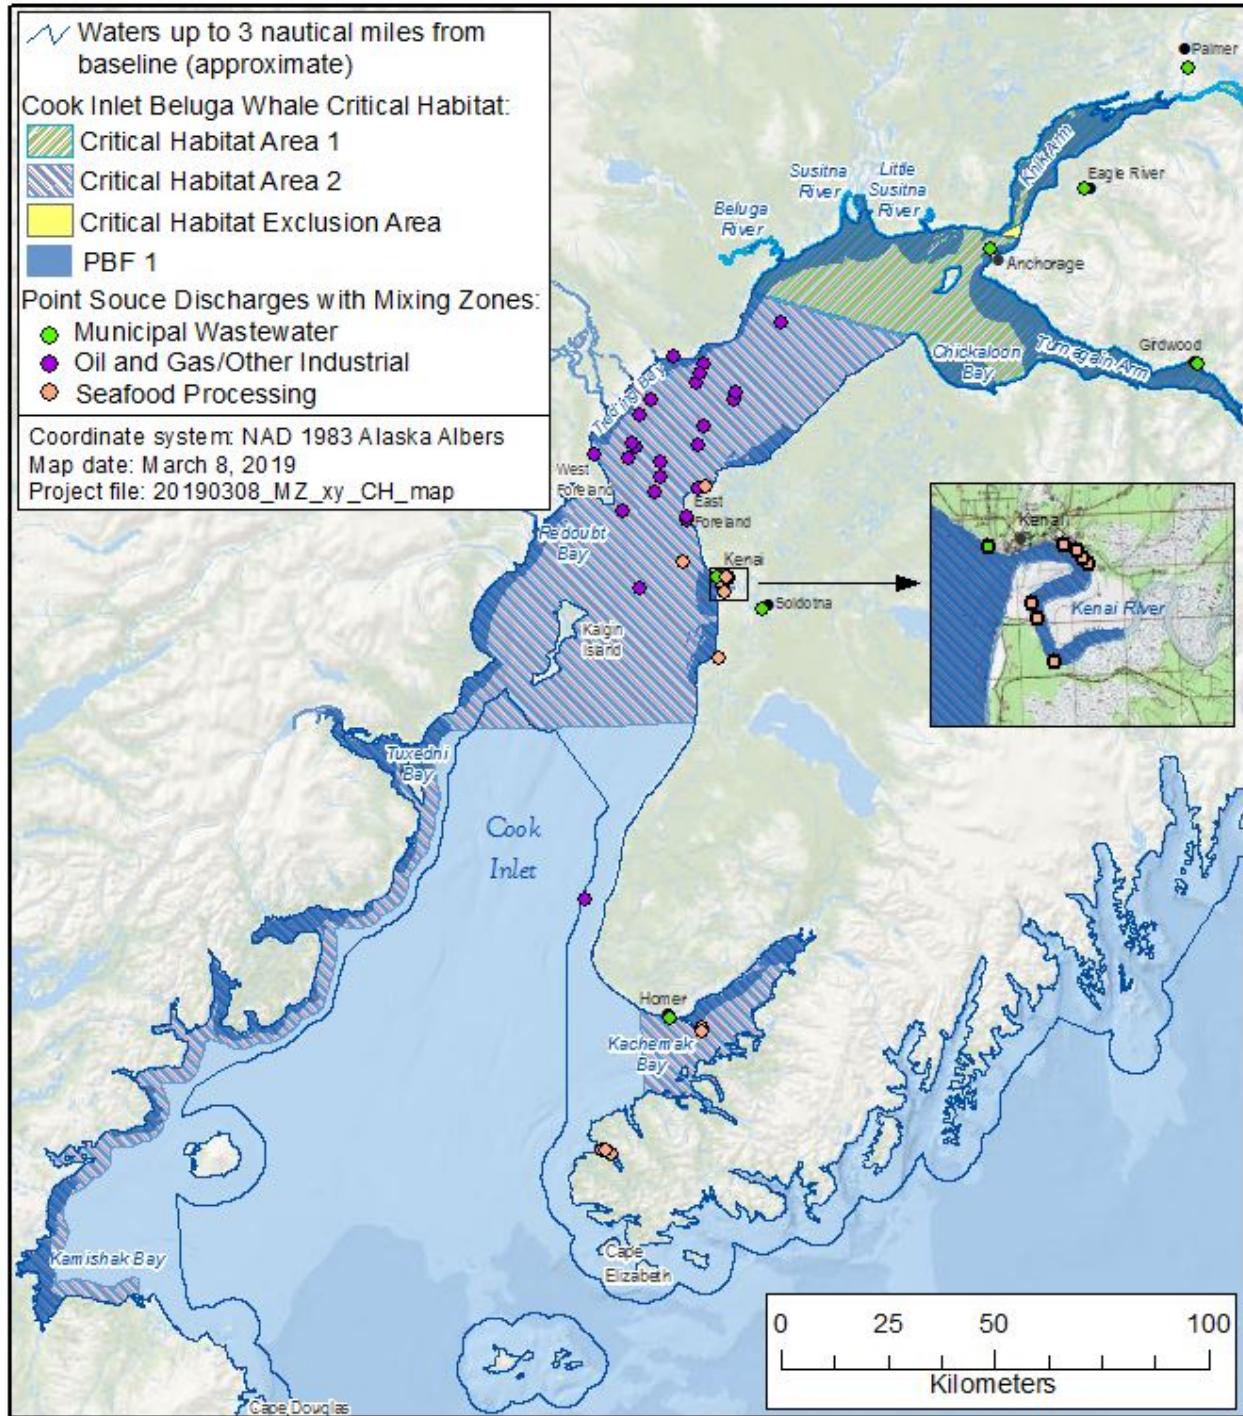 Waters up to 3 nautical miles from
baseline (approximate)
Cook Inlet Beluga Whale Critical Habitat:
Critical Habitat Area 1
Critical Habitat Area 2
Critical Habitat Exclusion Area
PBF 1
Point Souce Discharges with Mixing Zones:
Municipal Wastewater
Oil and Gas/Other Industrial
Seafood Processing
Coordinate system: NAD 1983 Alaska Albers
Map date: March 8, 2019
Project file: 20190308_MZ_xy_CH_map
Palmer
Knik Arm
Eagle River
Susitna
River
Little
Susitna
River
Beluga
River
Anchorage
Turnagain Arm
Girdwood
Chickaloon
Bay
Trading Bay
West
Foreland
East
Foreland
Redoubt
Bay
Kenai
Soldotna
Kenai
Kenai River
Kalgin
Island
Tuxedni
Bay
Cook
Inlet
Homer
Kachemak
Bay
Kamishak Bay
Cape
Elizabeth
Cape Douglas
0 25 50 100
Kilometers